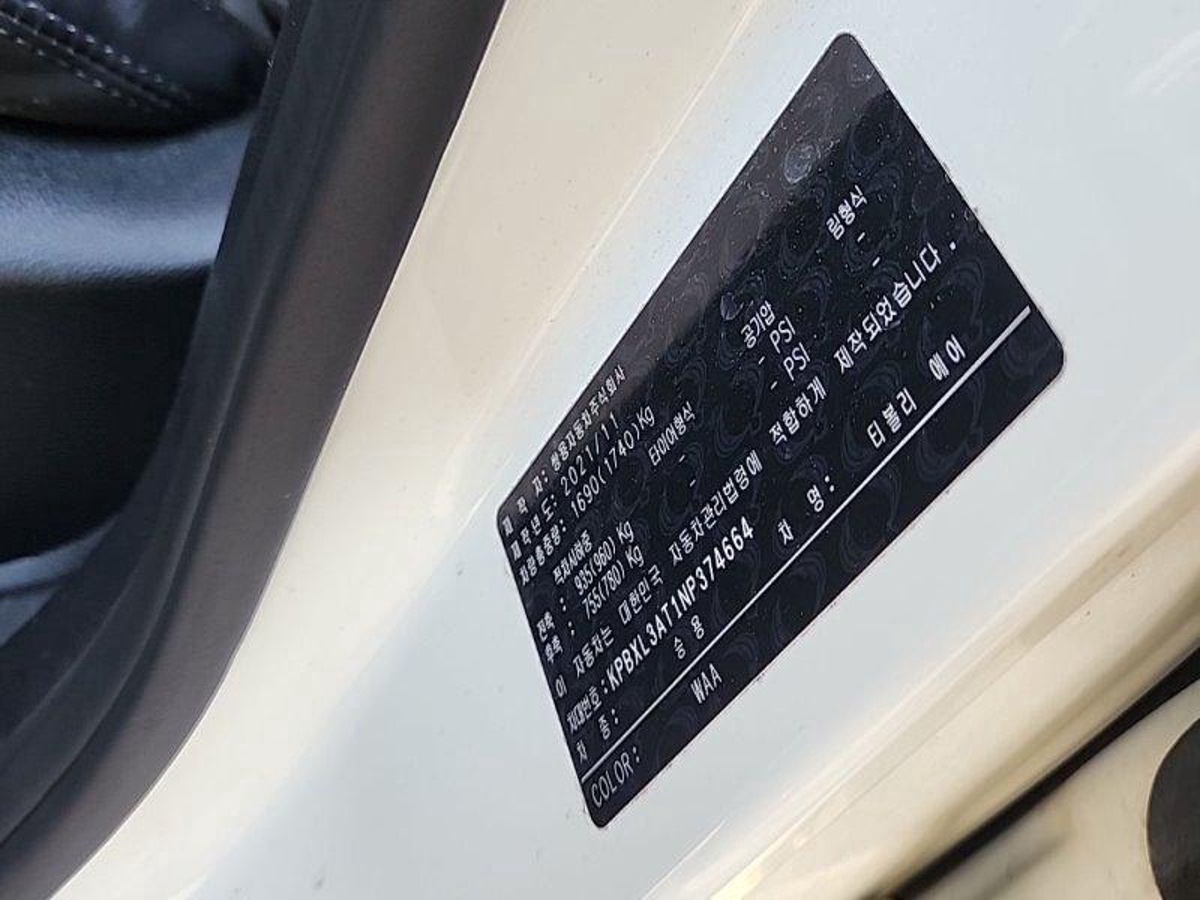 제 작 자: 쌍용자동차주식회사
제작년도: 2021/11
차량총중량: 1690(1740)Kg
적차시하중 타이어형식 공기압 림형식
전축 : 935(960) Kg - - PSI -
후축 : 755(780) Kg - - PSI -
이 자동차는 대한민국 자동차관리법령에 적합하게 제작되었습니다.
차대번호:KPBXL3AT1NP374664
차 종: 승용 차 명: 티볼리 에어
COLOR: WAA